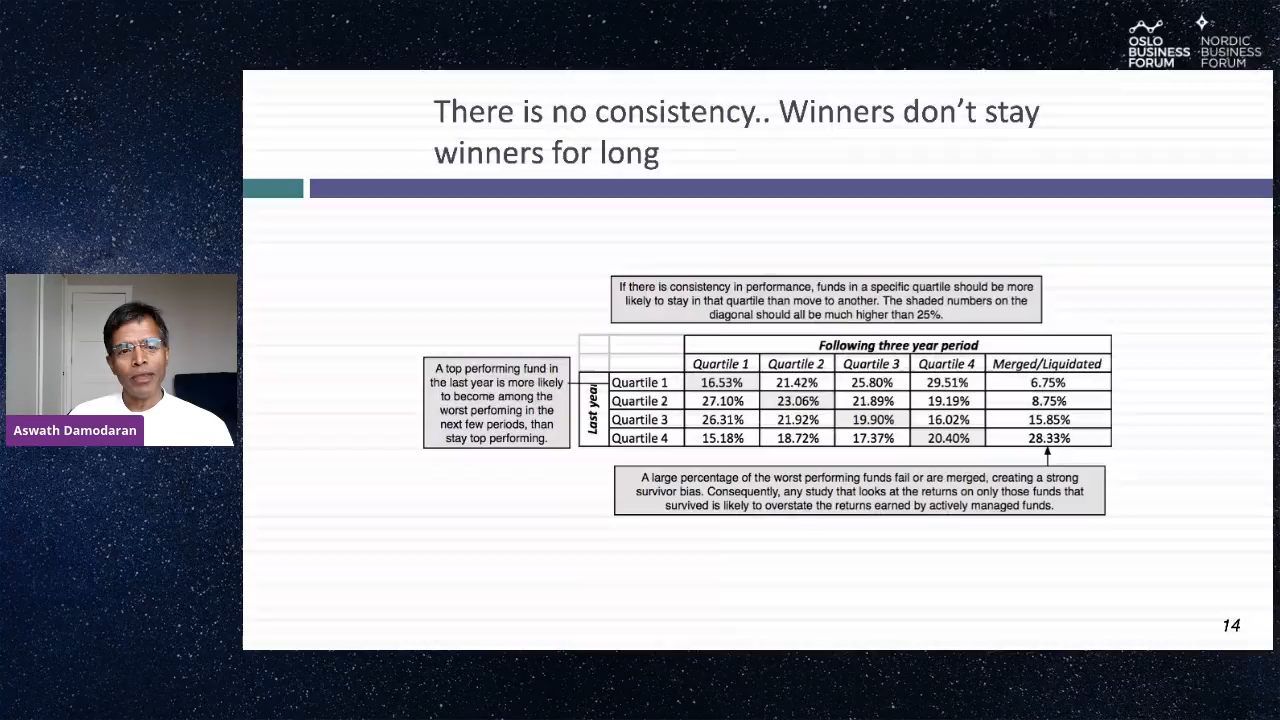 OSLO
BUSINESS
FORUM
NORDIC
BUSINESS
FORUM
There is no consistency.. Winners don’t stay
winners for long
If there is consistency in performance, funds in a specific quartile should be more
likely to stay in that quartile than move to another. The shaded numbers on the
diagonal should all be much higher than 25%.
A top performing fund in
the last year is more likely
to become among the
worst perfoming in the
next few periods, than
stay top performing.
Following three year period
Quartile 1 Quartile 2 Quartile 3 Quartile 4 Merged/Liquidated
Last year
Quartile 1 16.53% 21.42% 25.80% 29.51% 6.75%
Quartile 2 27.10% 23.06% 21.89% 19.19% 8.75%
Quartile 3 26.31% 21.92% 19.90% 16.02% 15.85%
Quartile 4 15.18% 18.72% 17.37% 20.40% 28.33%
A large percentage of the worst performing funds fail or are merged, creating a strong
survivor bias. Consequently, any study that looks at the returns on only those funds that
survived is likely to overstate the returns earned by actively managed funds.
Aswath Damodaran
14